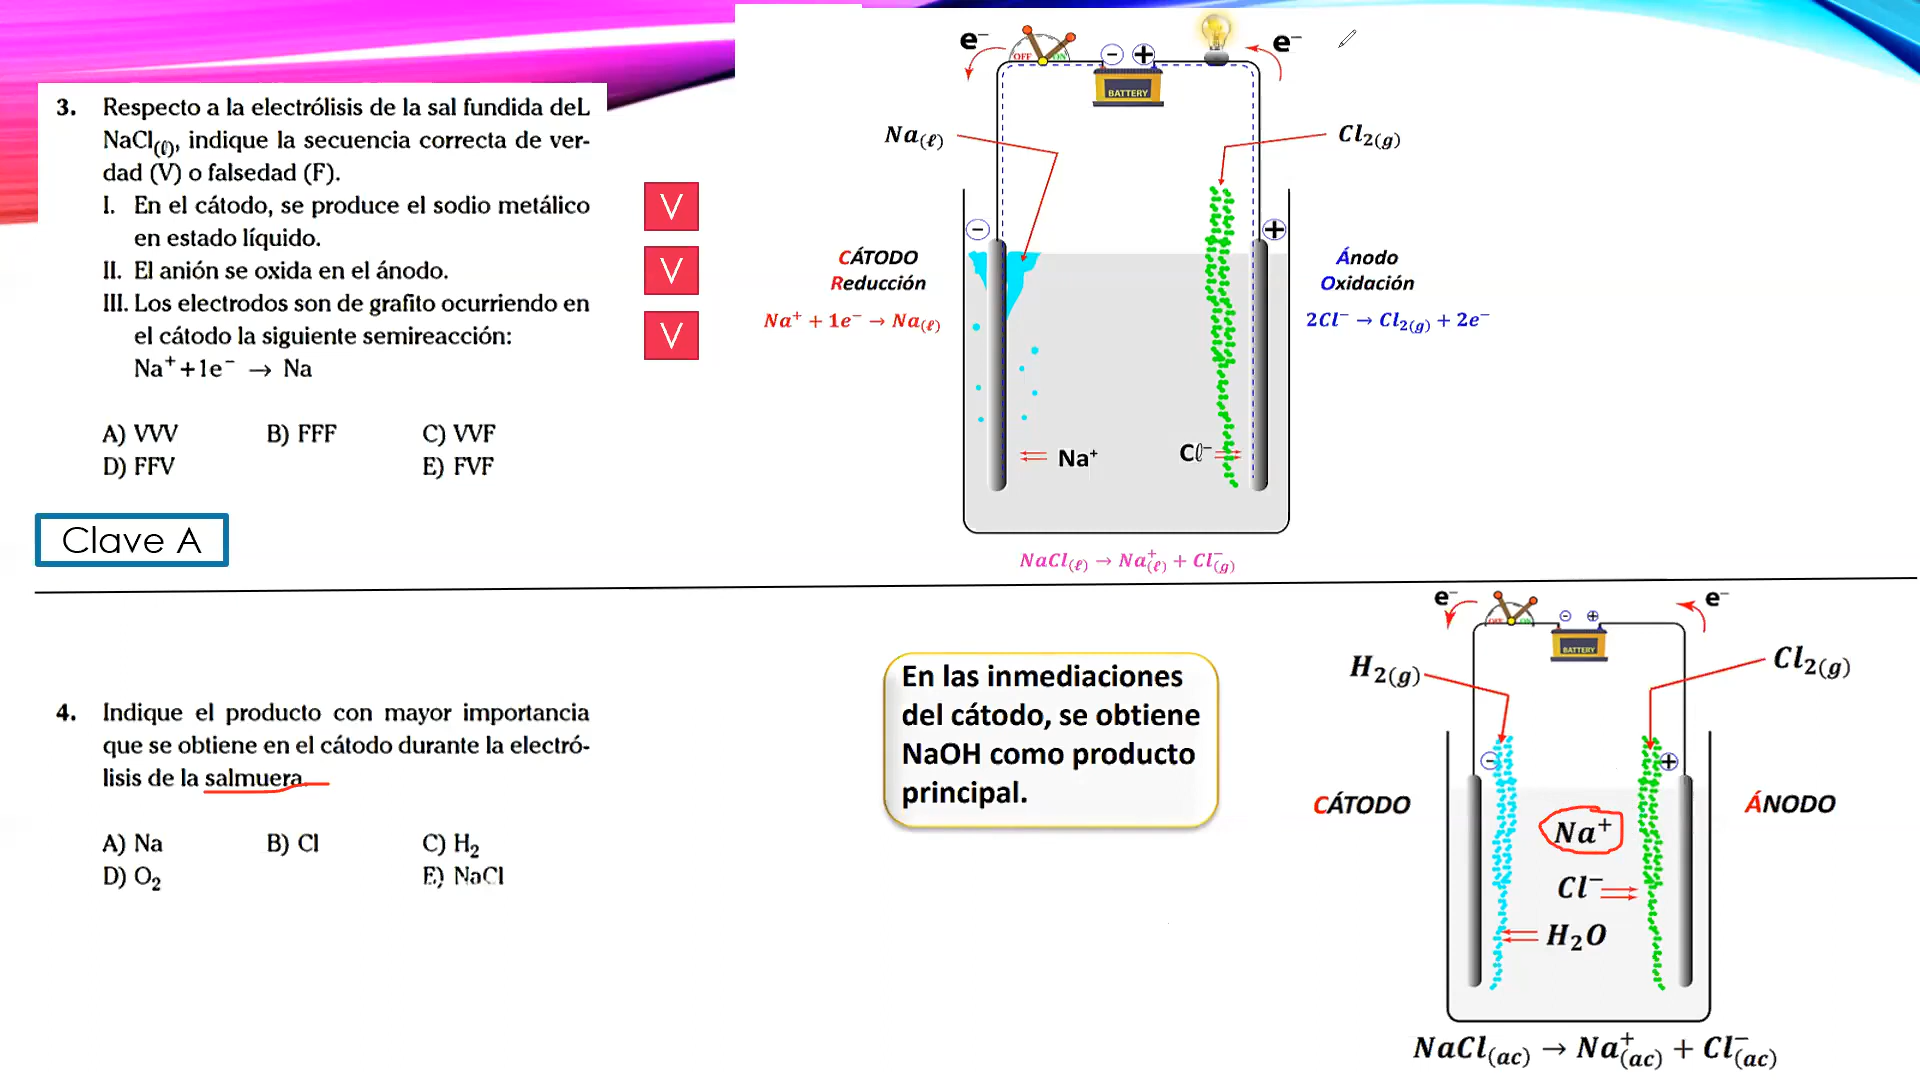 3. Respecto a la electrólisis de la sal fundida deL
NaCl(ℓ), indique la secuencia correcta de ver-
dad (V) o falsedad (F).
I. En el cátodo, se produce el sodio metálico
en estado líquido.
II. El anión se oxida en el ánodo.
III. Los electrodos son de grafito ocurriendo en
el cátodo la siguiente semireacción:
Na⁺+1e⁻ → Na
A) VVV B) FFF C) VVF
D) FFV E) FVF
V
V
V
Clave A
e⁻
OFF ON
− +
BATTERY
e⁻
Na(ℓ)
Cl₂(g)
− +
CÁTODO
Reducción
Na⁺ + 1e⁻ → Na(ℓ)
Ánodo
Oxidación
2Cl⁻ → Cl₂(g) + 2e⁻
Na⁺
Cℓ⁻
NaCl(ℓ) → Na⁺(ℓ) + Cl⁻(g)
4. Indique el producto con mayor importancia
que se obtiene en el cátodo durante la electró-
lisis de la salmuera
A) Na B) Cl C) H₂
D) O₂ E) NaCl
En las inmediaciones
del cátodo, se obtiene
NaOH como producto
principal.
e⁻
OFF ON
− +
BATTERY
e⁻
H₂(g)
Cl₂(g)
− +
CÁTODO
ÁNODO
Na⁺
Cl⁻
H₂O
NaCl(ac) → Na⁺(ac) + Cl⁻(ac)